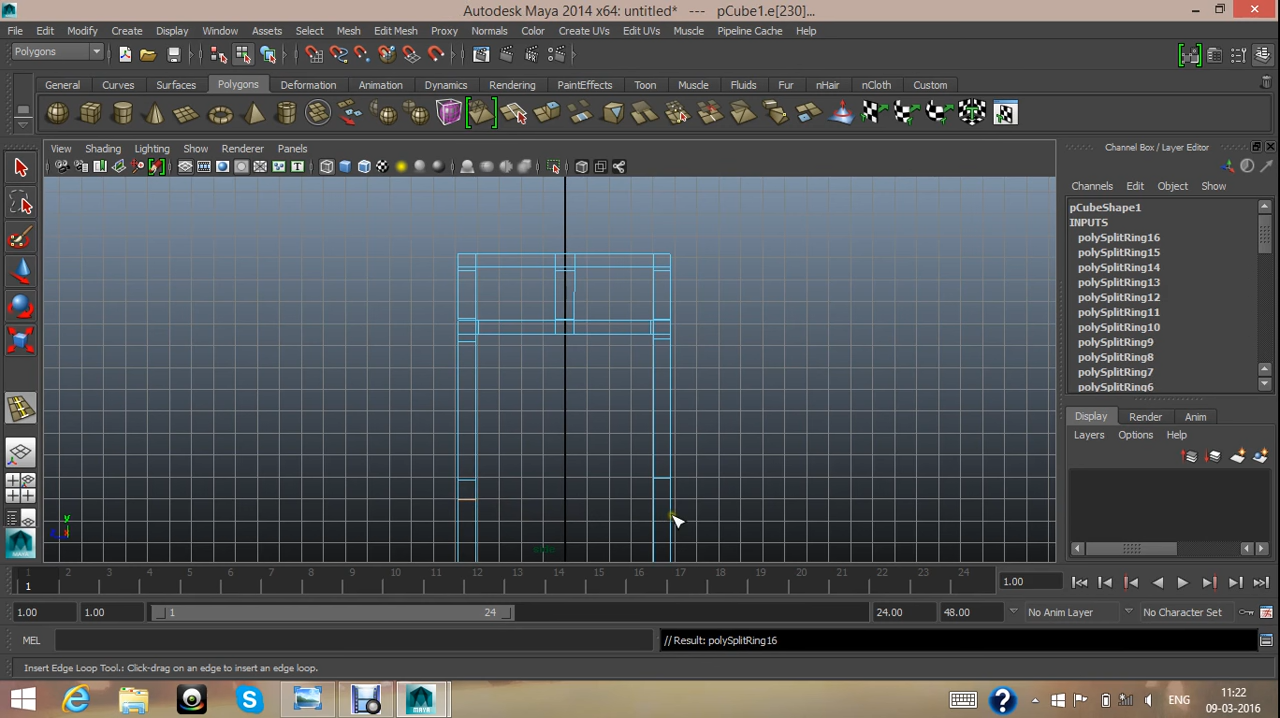 Autodesk Maya 2014 x64: untitled* --- pCube1.e[230]...
File Edit Modify Create Display Window Assets Select Mesh Edit Mesh Proxy Normals Color Create UVs Edit UVs Muscle Pipeline Cache Help
Polygons
General Curves Surfaces Polygons Deformation Animation Dynamics Rendering PaintEffects Toon Muscle Fluids Fur nHair nCloth Custom
View Shading Lighting Show Renderer Panels
Channel Box / Layer Editor
Channels Edit Object Show
pCubeShape1
INPUTS
polySplitRing16
polySplitRing15
polySplitRing14
polySplitRing13
polySplitRing12
polySplitRing11
polySplitRing10
polySplitRing9
polySplitRing8
polySplitRing7
polySplitRing6
Display Render Anim
Layers Options Help
y
x
1 2 3 4 5 6 7 8 9 10 11 12 13 14 15 16 17 18 19 20 21 22 23 24
1
1.00
1.00 1.00 1 24 24.00 48.00 No Anim Layer No Character Set
MEL // Result: polySplitRing16
Insert Edge Loop Tool.: Click-drag on an edge to insert an edge loop.
ENG
11:22
09-03-2016